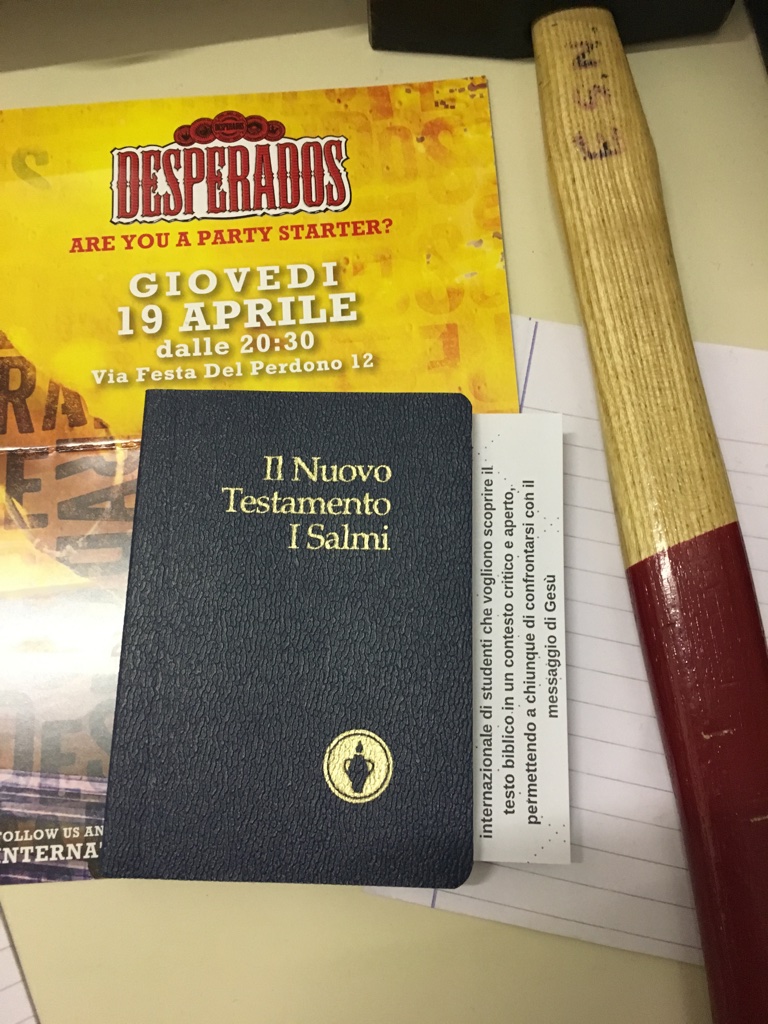 DESPERADOS
DESPERADOS
ARE YOU A PARTY STARTER?
GIOVEDI
19 APRILE
dalle 20:30
Via Festa Del Perdono 12
FOLLOW US AN
INTERNA
Il Nuovo
Testamento
I Salmi
internazionale di studenti che vogliono scoprire il
testo biblico in un contesto critico e aperto,
permettendo a chiunque di confrontarsi con il
messaggio di Gesù
ESN